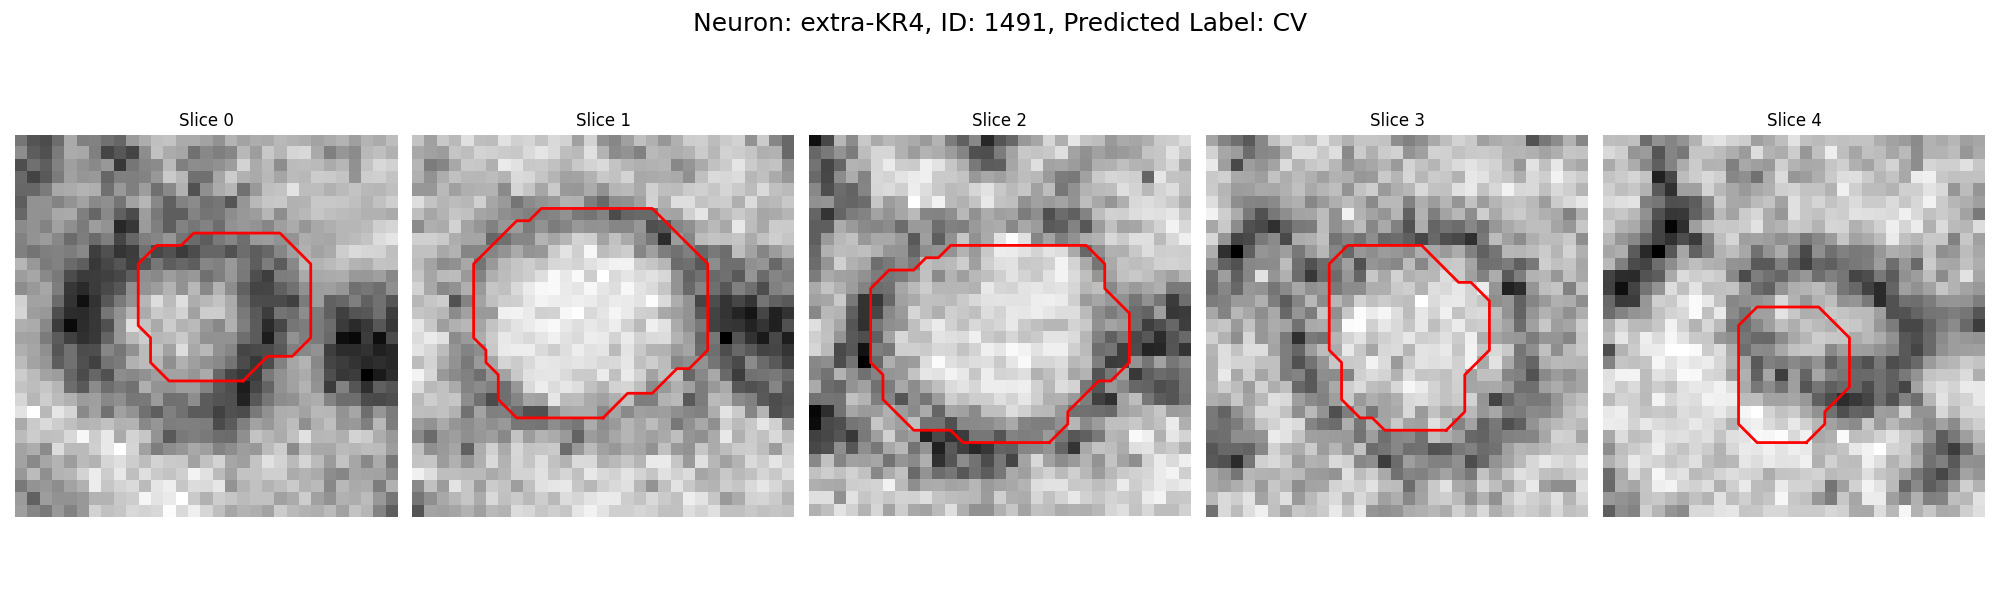 Neuron: extra-KR4, ID: 1491, Predicted Label: CV
Slice 0
Slice 1
Slice 2
Slice 3
Slice 4